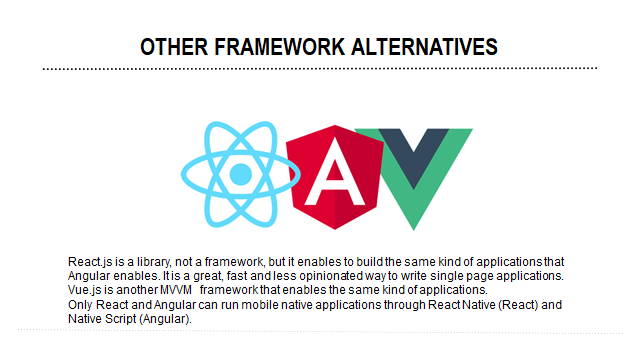 OTHER FRAMEWORK ALTERNATIVES
A
React.js is a library, not a framework, but it enables to build the same kind of applications that
Angular enables. It is a great, fast and less opinionated way to write single page applications.
Vue.js is another MVVM framework that enables the same kind of applications.
Only React and Angular can run mobile native applications through React Native (React) and
Native Script (Angular).